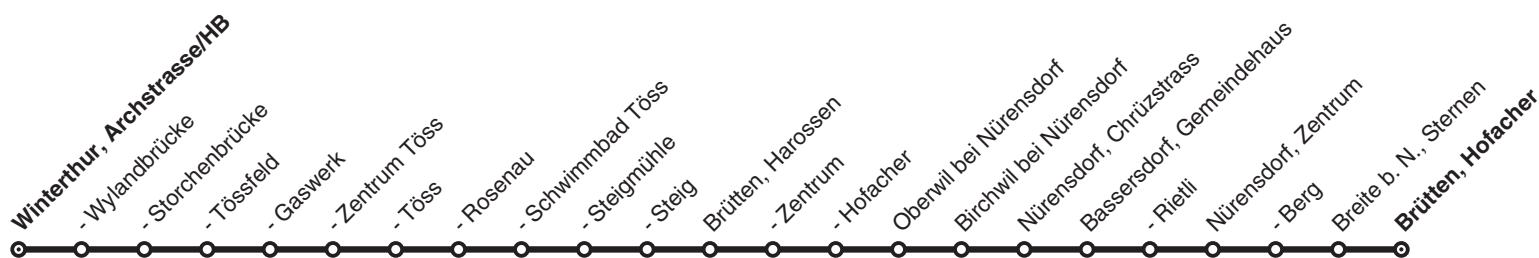 Winterthur, Archstrasse/HB
- Wylandbrücke
- Storchenbrücke
- Tössfeld
- Gaswerk
- Zentrum Töss
- Töss
- Rosenau
- Schwimmbad Töss
- Steigmühle
- Steig
Brütten, Harossen
- Zentrum
- Hofacher
Oberwil bei Nürensdorf
Birchwil bei Nürensdorf
Nürensdorf, Chrüzstrass
Bassersdorf, Gemeindehaus
- Rietli
Nürensdorf, Zentrum
- Berg
Breite b. N., Sternen
Brütten, Hofacher